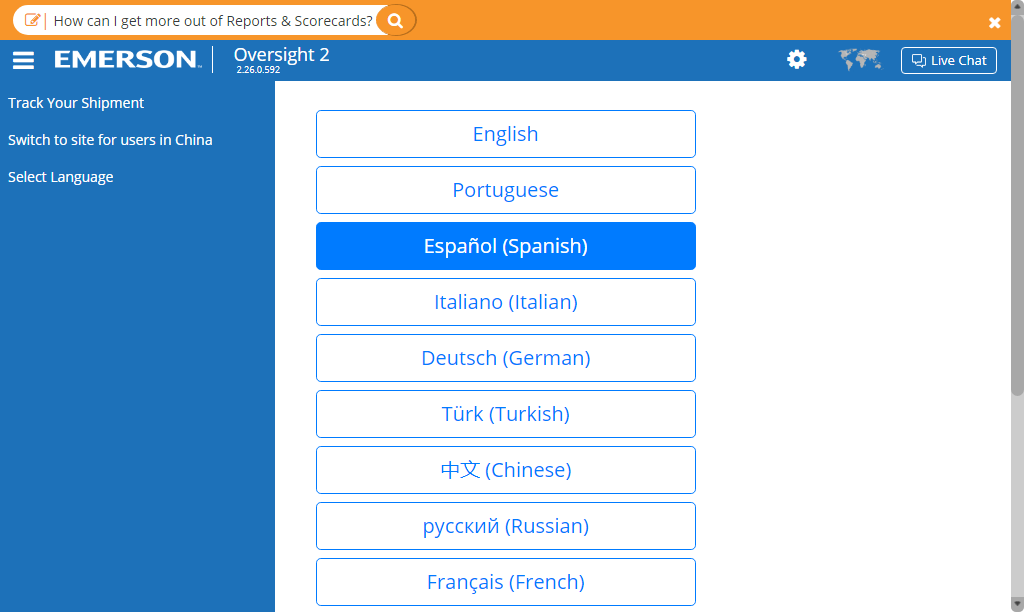 How can I get more out of Reports & Scorecards?
EMERSON™
Oversight 2
2.26.0.592
Live Chat
Track Your Shipment
Switch to site for users in China
Select Language
English
Portuguese
Español (Spanish)
Italiano (Italian)
Deutsch (German)
Türk (Turkish)
中文 (Chinese)
русский (Russian)
Français (French)